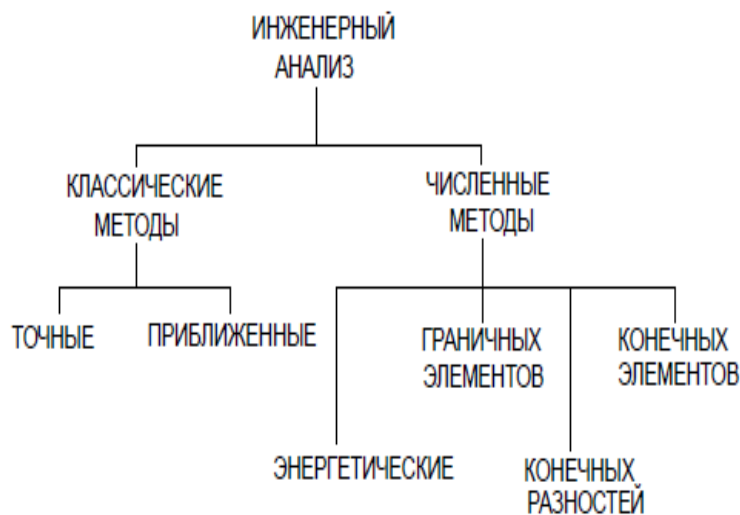 ИНЖЕНЕРНЫЙ
АНАЛИЗ
КЛАССИЧЕСКИЕ
МЕТОДЫ
ЧИСЛЕННЫЕ
МЕТОДЫ
ТОЧНЫЕ
ПРИБЛИЖЕННЫЕ
ГРАНИЧНЫХ
ЭЛЕМЕНТОВ
КОНЕЧНЫХ
ЭЛЕМЕНТОВ
ЭНЕРГЕТИЧЕСКИЕ
КОНЕЧНЫХ
РАЗНОСТЕЙ